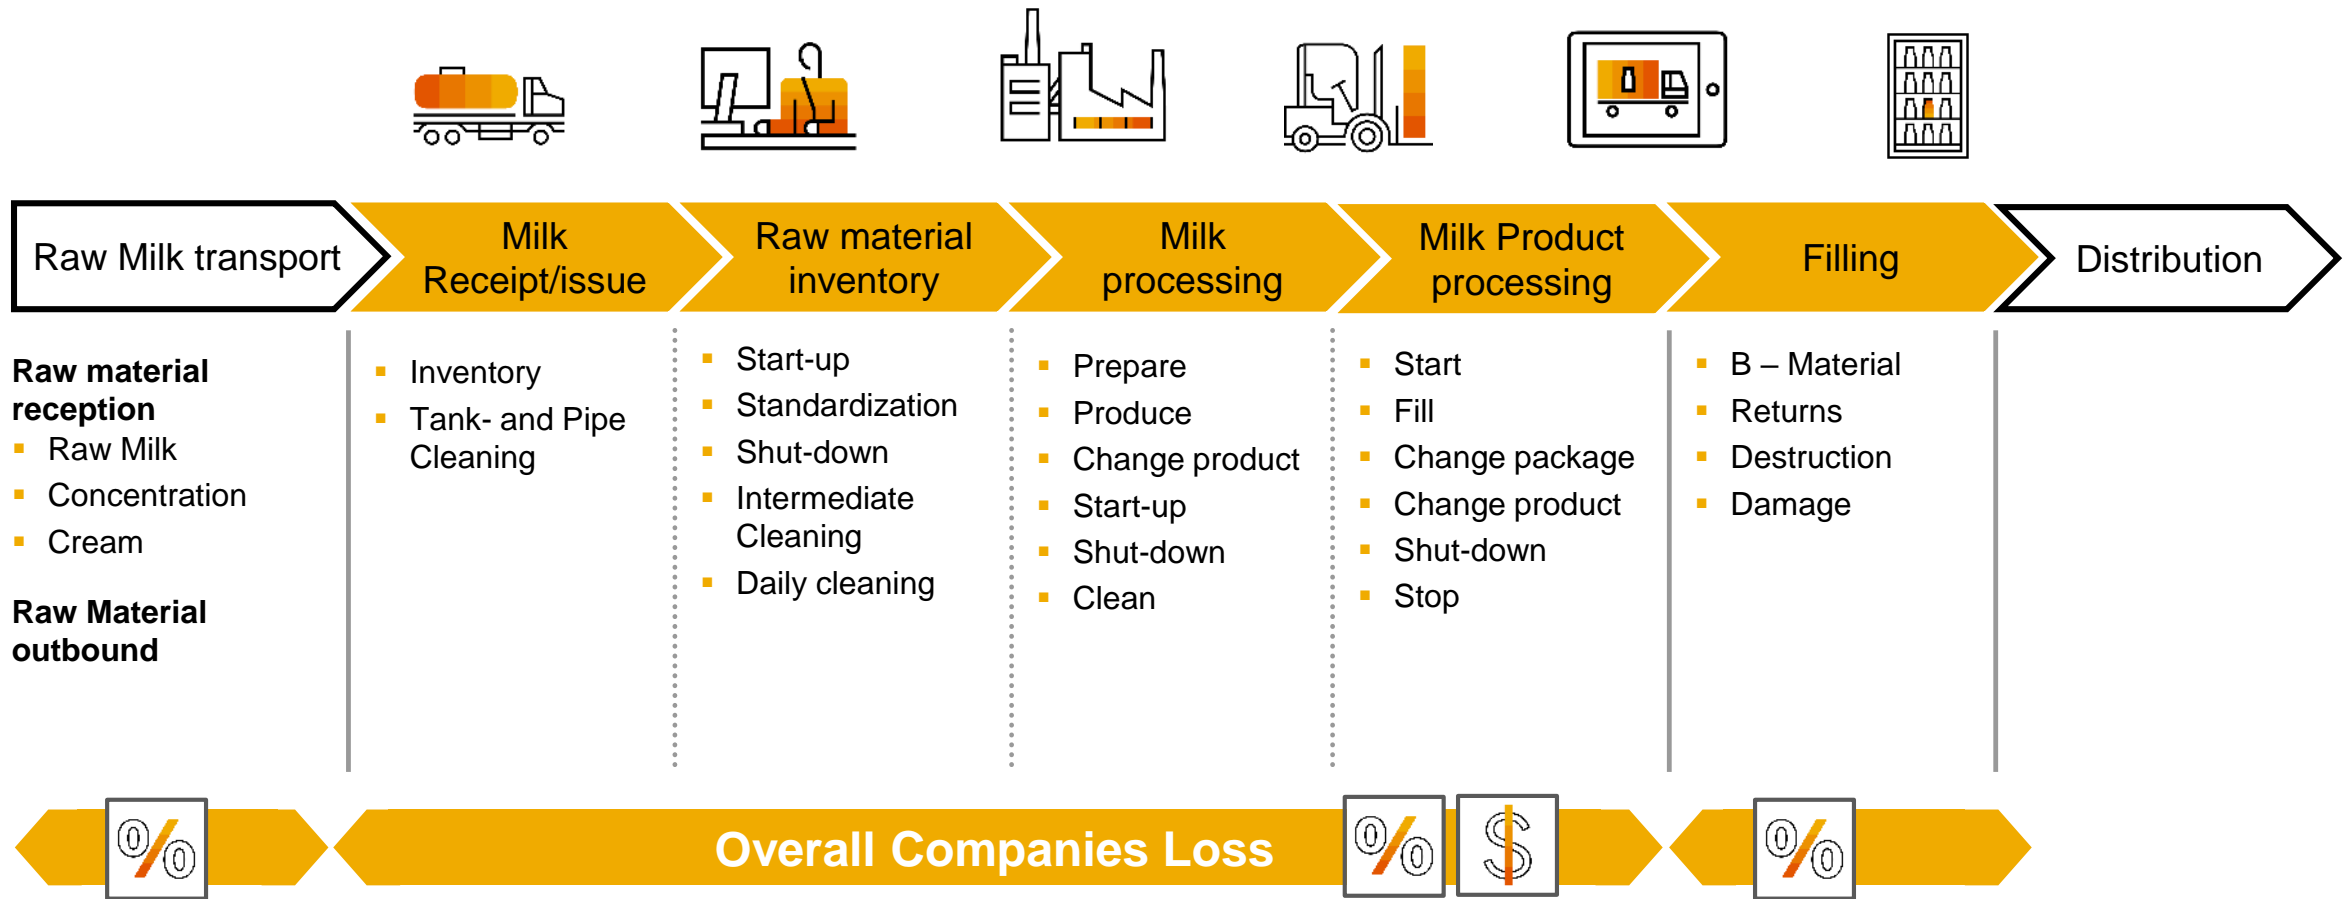 Raw Milk transport
Milk
Receipt/issue
Raw material
inventory
Milk
processing
Milk Product
processing
Filling
Distribution
Raw material
reception
Raw Milk
Concentration
Cream
Raw Material
outbound
Inventory
Tank- and Pipe
Cleaning
Start-up
Standardization
Shut-down
Intermediate
Cleaning
Daily cleaning
Prepare
Produce
Change product
Start-up
Shut-down
Clean
Start
Fill
Change package
Change product
Shut-down
Stop
B – Material
Returns
Destruction
Damage
%
Overall Companies Loss
%
$
%